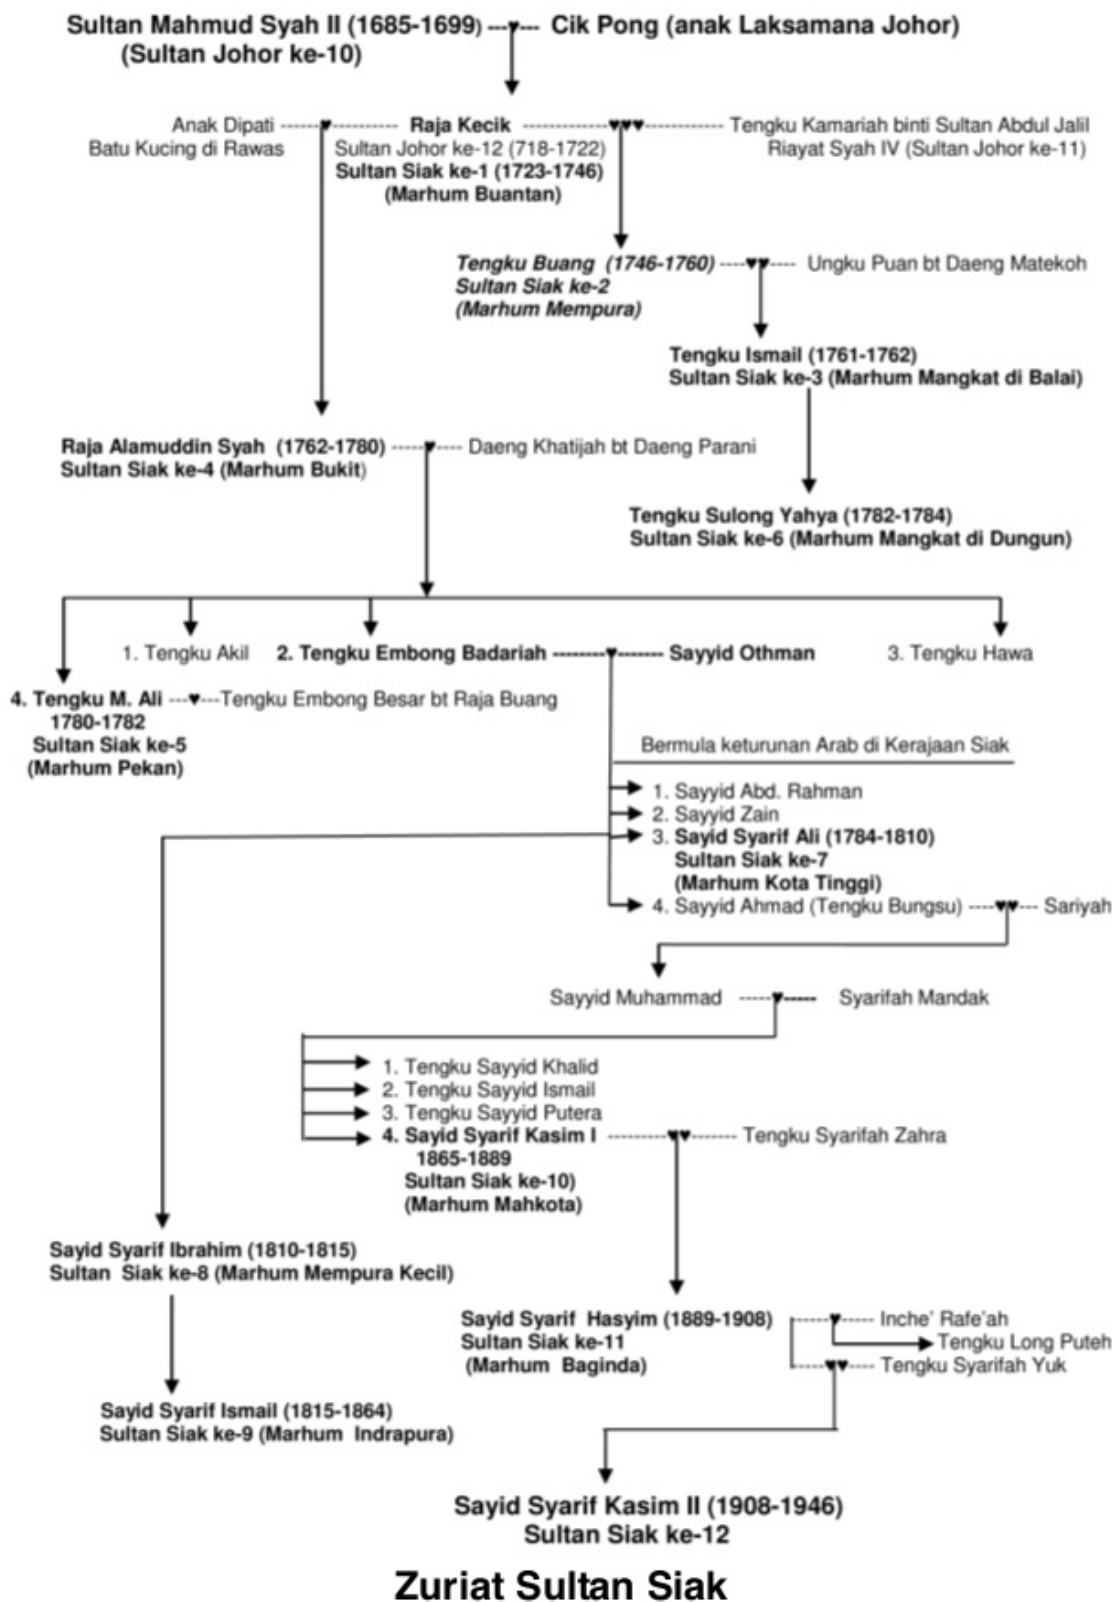 Sultan Mahmud Syah II (1685-1699) Cik Pong (anak Laksamana Johor)
(Sultan Johor ke-10)
Anak Dipati Raja Kecik Tengku Kamariah binti Sultan Abdul Jalil
Batu Kucing di Rawas Sultan Johor ke-12 (718-1722) Riayat Syah IV (Sultan Johor ke-11)
Sultan Siak ke-1 (1723-1746)
(Marhum Buantan)
Tengku Buang (1746-1760) Ungku Puan bt Daeng Matekoh
Sultan Siak ke-2
(Marhum Mempura)
Tengku Ismail (1761-1762)
Sultan Siak ke-3 (Marhum Mangkat di Balai)
Raja Alamuddin Syah (1762-1780) Daeng Khatijah bt Daeng Parani
Sultan Siak ke-4 (Marhum Bukit)
Tengku Sulong Yahya (1782-1784)
Sultan Siak ke-6 (Marhum Mangkat di Dungun)
1. Tengku Akil 2. Tengku Embong Badariah Sayyid Othman 3. Tengku Hawa
4. Tengku M. Ali Tengku Embong Besar bt Raja Buang
1780-1782
Sultan Siak ke-5
(Marhum Pekan)
Bermula keturunan Arab di Kerajaan Siak
1. Sayyid Abd. Rahman
2. Sayyid Zain
3. Sayid Syarif Ali (1784-1810)
Sultan Siak ke-7
(Marhum Kota Tinggi)
4. Sayyid Ahmad (Tengku Bungsu) Sariyah
Sayyid Muhammad Syarifah Mandak
1. Tengku Sayyid Khalid
2. Tengku Sayyid Ismail
3. Tengku Sayyid Putera
4. Sayid Syarif Kasim I Tengku Syarifah Zahra
1865-1889
Sultan Siak ke-10)
(Marhum Mahkota)
Sayid Syarif Ibrahim (1810-1815)
Sultan Siak ke-8 (Marhum Mempura Kecil)
Sayid Syarif Hasyim (1889-1908) Inche' Rafe'ah
Sultan Siak ke-11 Tengku Long Puteh
(Marhum Baginda) Tengku Syarifah Yuk
Sayid Syarif Ismail (1815-1864)
Sultan Siak ke-9 (Marhum Indrapura)
Sayid Syarif Kasim II (1908-1946)
Sultan Siak ke-12
Zuriat Sultan Siak